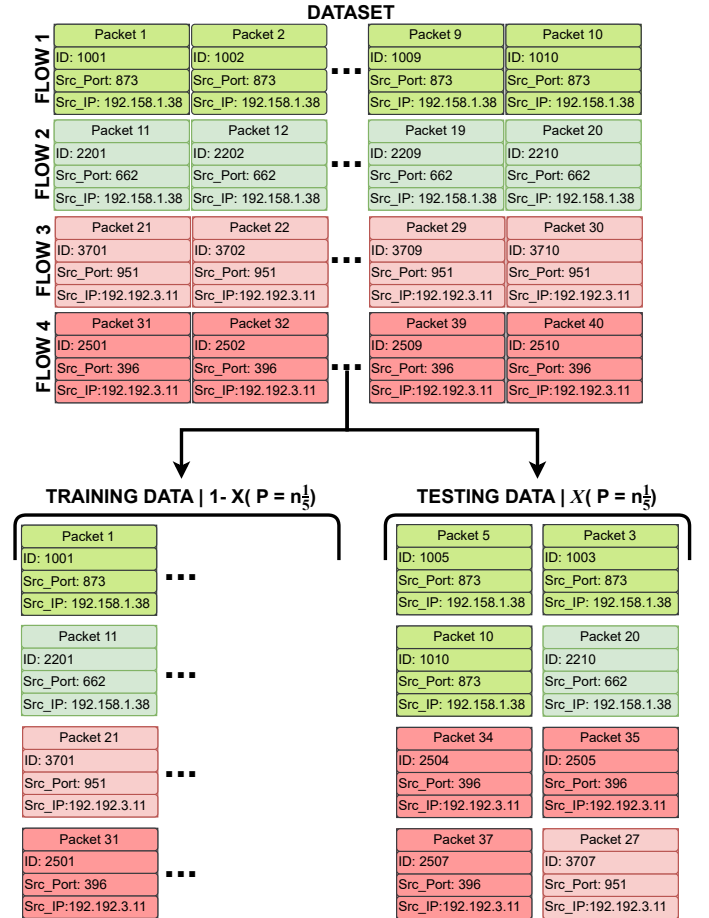 DATASET
FLOW 1
Packet 1
ID: 1001
Src_Port: 873
Src_IP: 192.158.1.38
Packet 2
ID: 1002
Src_Port: 873
Src_IP: 192.158.1.38
...
Packet 9
ID: 1009
Src_Port: 873
Src_IP: 192.158.1.38
Packet 10
ID: 1010
Src_Port: 873
Src_IP: 192.158.1.38
FLOW 2
Packet 11
ID: 2201
Src_Port: 662
Src_IP: 192.158.1.38
Packet 12
ID: 2202
Src_Port: 662
Src_IP: 192.158.1.38
...
Packet 19
ID: 2209
Src_Port: 662
Src_IP: 192.158.1.38
Packet 20
ID: 2210
Src_Port: 662
Src_IP: 192.158.1.38
FLOW 3
Packet 21
ID: 3701
Src_Port: 951
Src_IP:192.192.3.11
Packet 22
ID: 3702
Src_Port: 951
Src_IP:192.192.3.11
...
Packet 29
ID: 3709
Src_Port: 951
Src_IP:192.192.3.11
Packet 30
ID: 3710
Src_Port: 951
Src_IP:192.192.3.11
FLOW 4
Packet 31
ID: 2501
Src_Port: 396
Src_IP:192.192.3.11
Packet 32
ID: 2502
Src_Port: 396
Src_IP:192.192.3.11
...
Packet 39
ID: 2509
Src_Port: 396
Src_IP:192.192.3.11
Packet 40
ID: 2510
Src_Port: 396
Src_IP:192.192.3.11
TRAINING DATA | 1- X( P = n1/5)
Packet 1
ID: 1001
Src_Port: 873
Src_IP: 192.158.1.38
...
Packet 11
ID: 2201
Src_Port: 662
Src_IP: 192.158.1.38
...
Packet 21
ID: 3701
Src_Port: 951
Src_IP:192.192.3.11
...
Packet 31
ID: 2501
Src_Port: 396
Src_IP:192.192.3.11
...
TESTING DATA | X( P = n1/5)
Packet 5
ID: 1005
Src_Port: 873
Src_IP: 192.158.1.38
Packet 3
ID: 1003
Src_Port: 873
Src_IP: 192.158.1.38
Packet 10
ID: 1010
Src_Port: 873
Src_IP: 192.158.1.38
Packet 20
ID: 2210
Src_Port: 662
Src_IP: 192.158.1.38
Packet 34
ID: 2504
Src_Port: 396
Src_IP:192.192.3.11
Packet 35
ID: 2505
Src_Port: 396
Src_IP:192.192.3.11
Packet 37
ID: 2507
Src_Port: 396
Src_IP:192.192.3.11
Packet 27
ID: 3707
Src_Port: 951
Src_IP:192.192.3.11